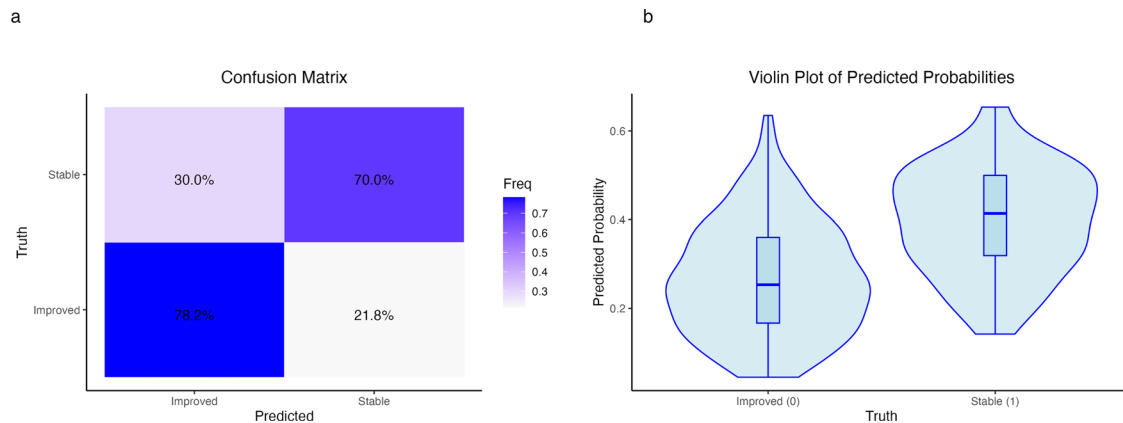 a
Confusion Matrix
Stable
30.0%
70.0%
Truth
Improved
78.2%
21.8%
Improved
Stable
Predicted
Freq
0.7
0.6
0.5
0.4
0.3
b
Violin Plot of Predicted Probabilities
Predicted Probability
0.6
0.4
0.2
Improved (0)
Stable (1)
Truth